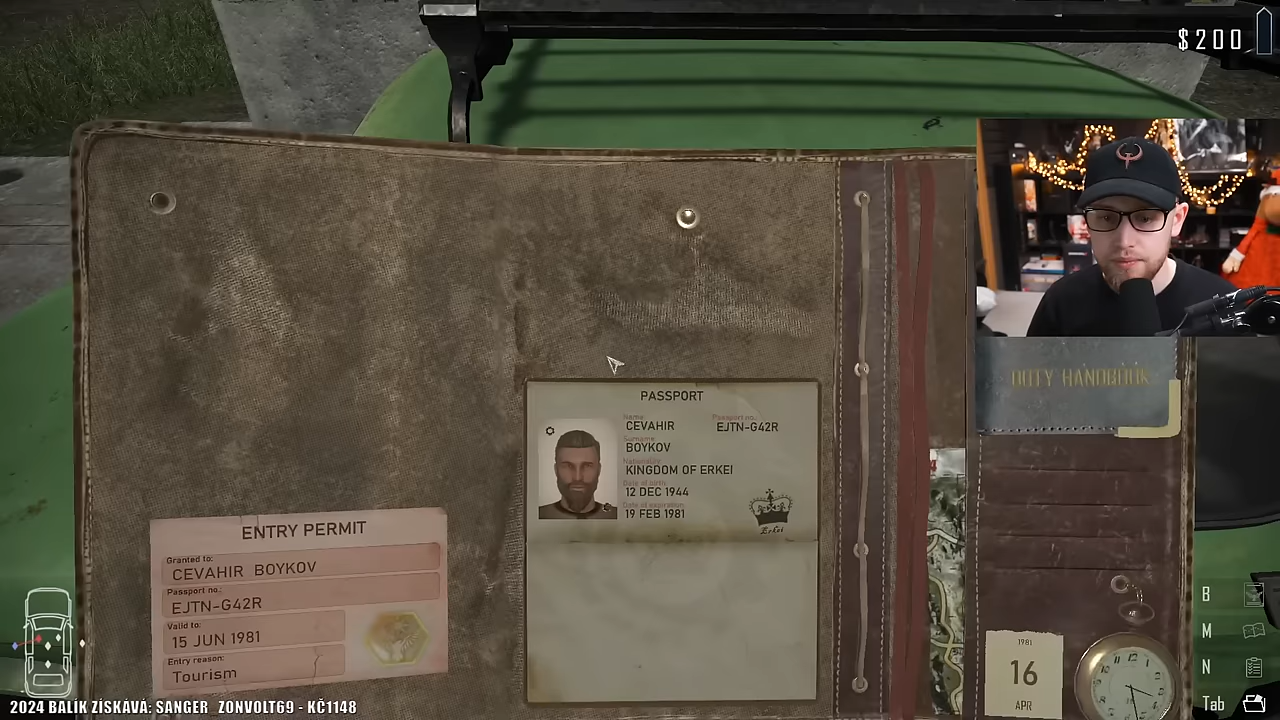 $200
DUTY HANDBOOK
PASSPORT
Name
CEVAHIR
Passport no.
EJTN-G42R
Surname
BOYKOV
Nationality
KINGDOM OF ERKEI
Date of birth
12 DEC 1944
Date of expiration
19 FEB 1981
Erkei
ENTRY PERMIT
Granted to:
CEVAHIR BOYKOV
Passport no.:
EJTN-G42R
Valid to:
15 JUN 1981
Entry reason:
Tourism
1981
16
APR
B
M
N
Tab
2024 BALÍK ZÍSKÁVÁ: SANGER_ZONVOLT69 - KČ1148